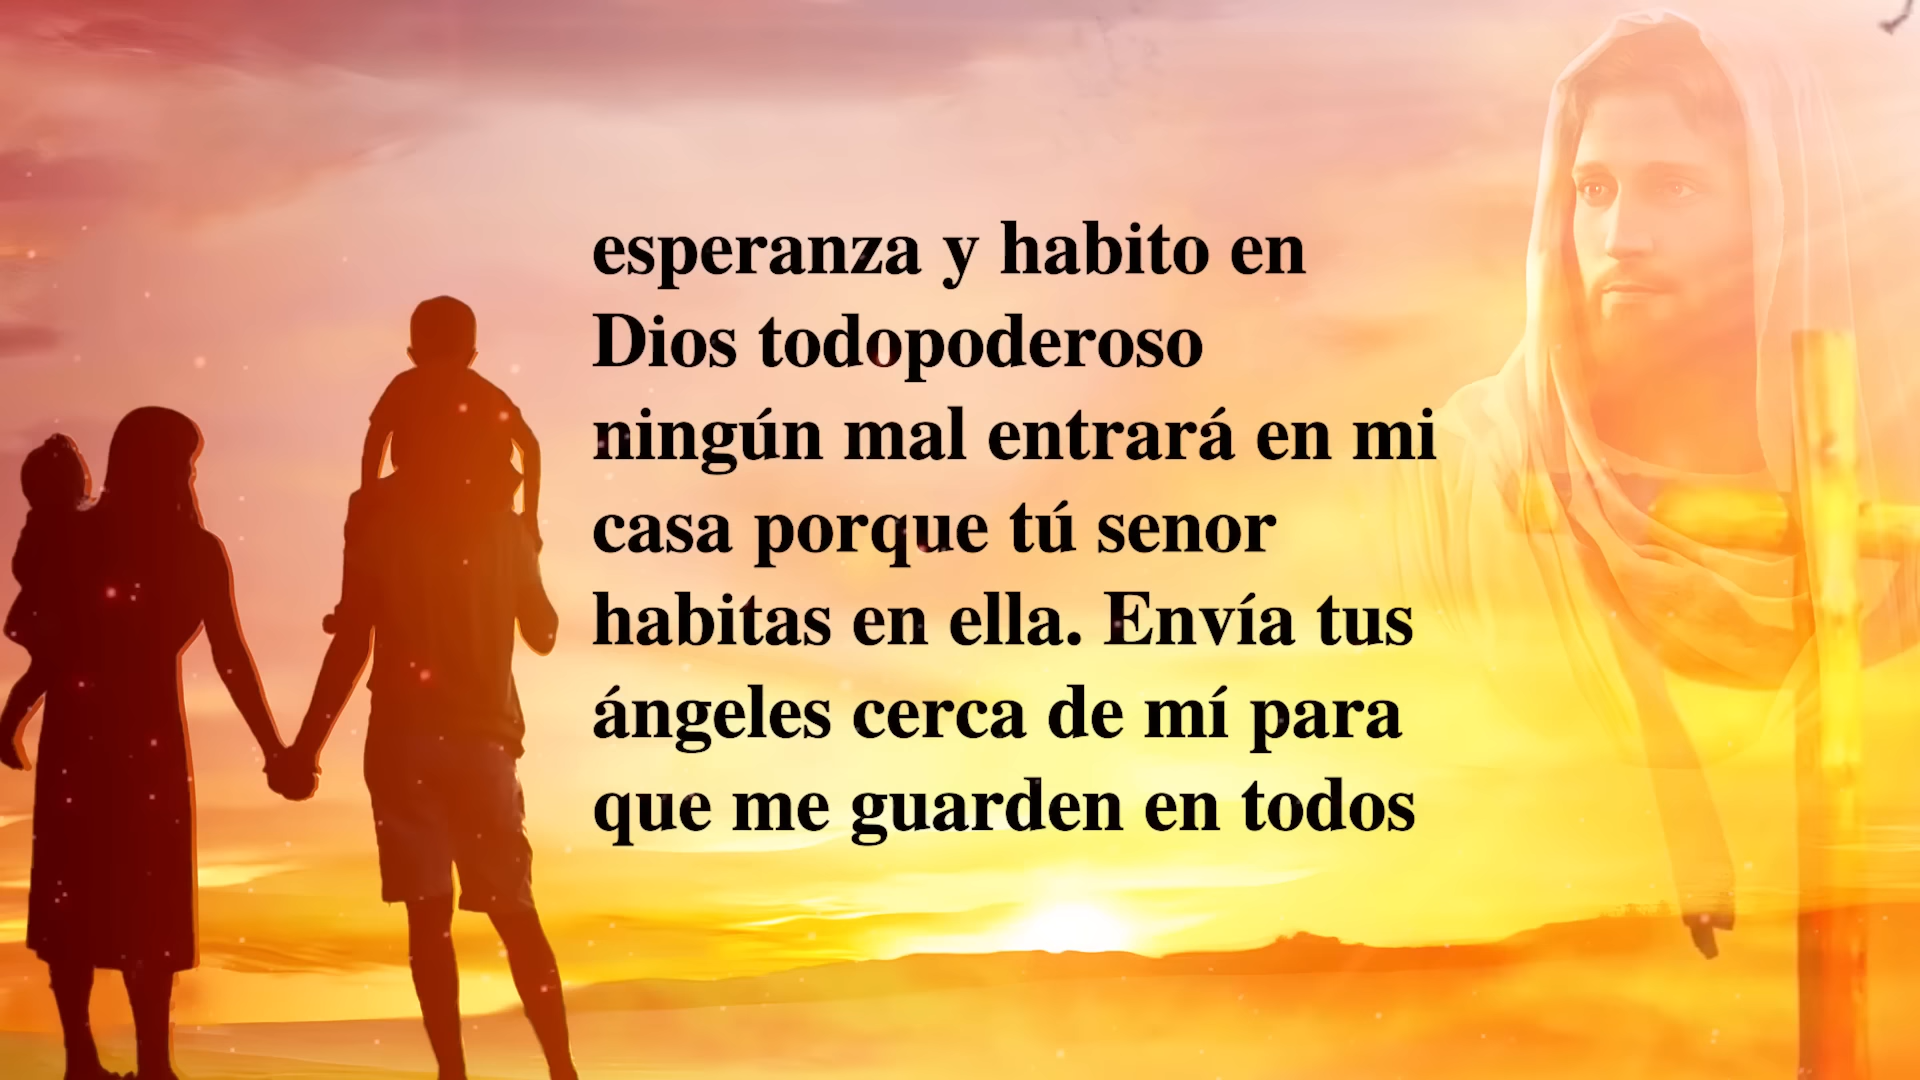 esperanza y habito en
Dios todopoderoso
ningún mal entrará en mi
casa porque tú senor
habitas en ella. Envía tus
ángeles cerca de mí para
que me guarden en todos